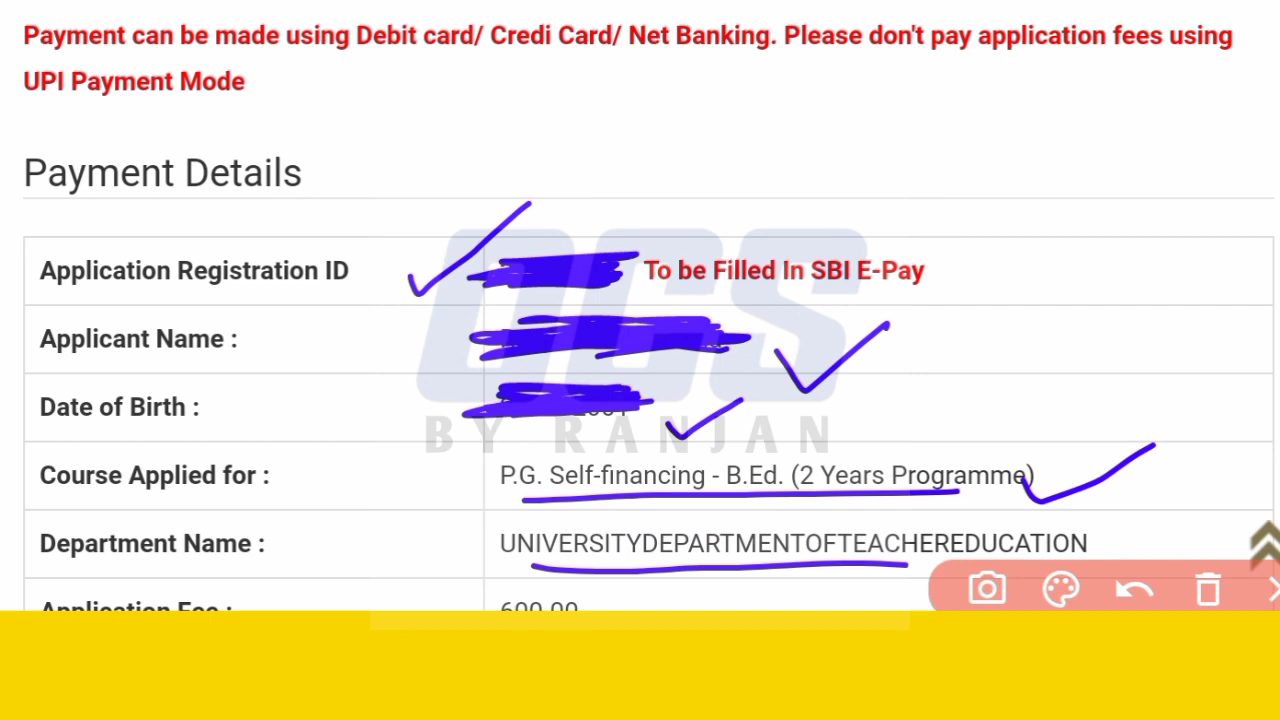 Payment can be made using Debit card/ Credi Card/ Net Banking. Please don't pay application fees using
UPI Payment Mode
Payment Details
Application Registration ID To be Filled In SBI E-Pay
Applicant Name :
Date of Birth :
Course Applied for : P.G. Self-financing - B.Ed. (2 Years Programme)
Department Name : UNIVERSITYDEPARTMENTOFTEACHEREDUCATION
Application Fee :
BY RANJAN